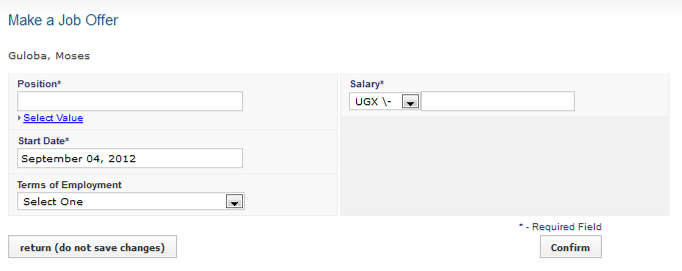 Make a Job Offer
Guloba, Moses
Position*
Select Value
Start Date*
September 04, 2012
Terms of Employment
Select One
Salary*
UGX \-
* - Required Field
return (do not save changes)
Confirm